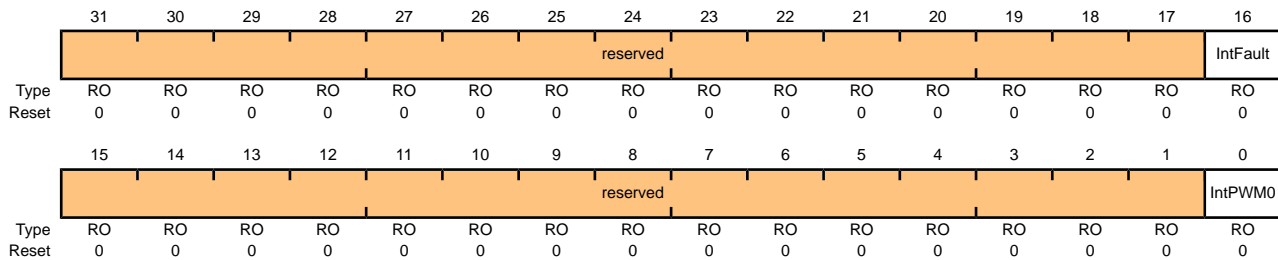 31 30 29 28 27 26 25 24 23 22 21 20 19 18 17 16
reserved IntFault
Type RO RO RO RO RO RO RO RO RO RO RO RO RO RO RO RO
Reset 0 0 0 0 0 0 0 0 0 0 0 0 0 0 0 0
15 14 13 12 11 10 9 8 7 6 5 4 3 2 1 0
reserved IntPWM0
Type RO RO RO RO RO RO RO RO RO RO RO RO RO RO RO RO
Reset 0 0 0 0 0 0 0 0 0 0 0 0 0 0 0 0